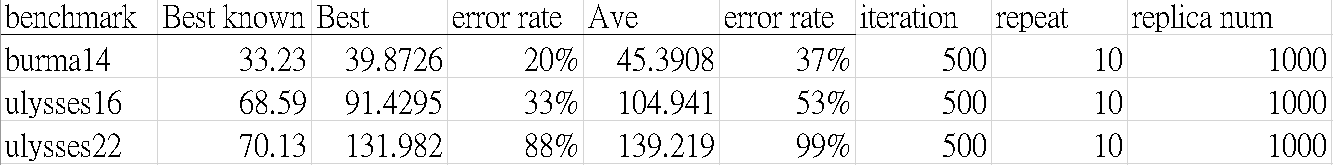 benchmark Best known Best error rate Ave error rate iteration repeat replica num
burma14 33.23 39.8726 20% 45.3908 37% 500 10 1000
ulysses16 68.59 91.4295 33% 104.941 53% 500 10 1000
ulysses22 70.13 131.982 88% 139.219 99% 500 10 1000